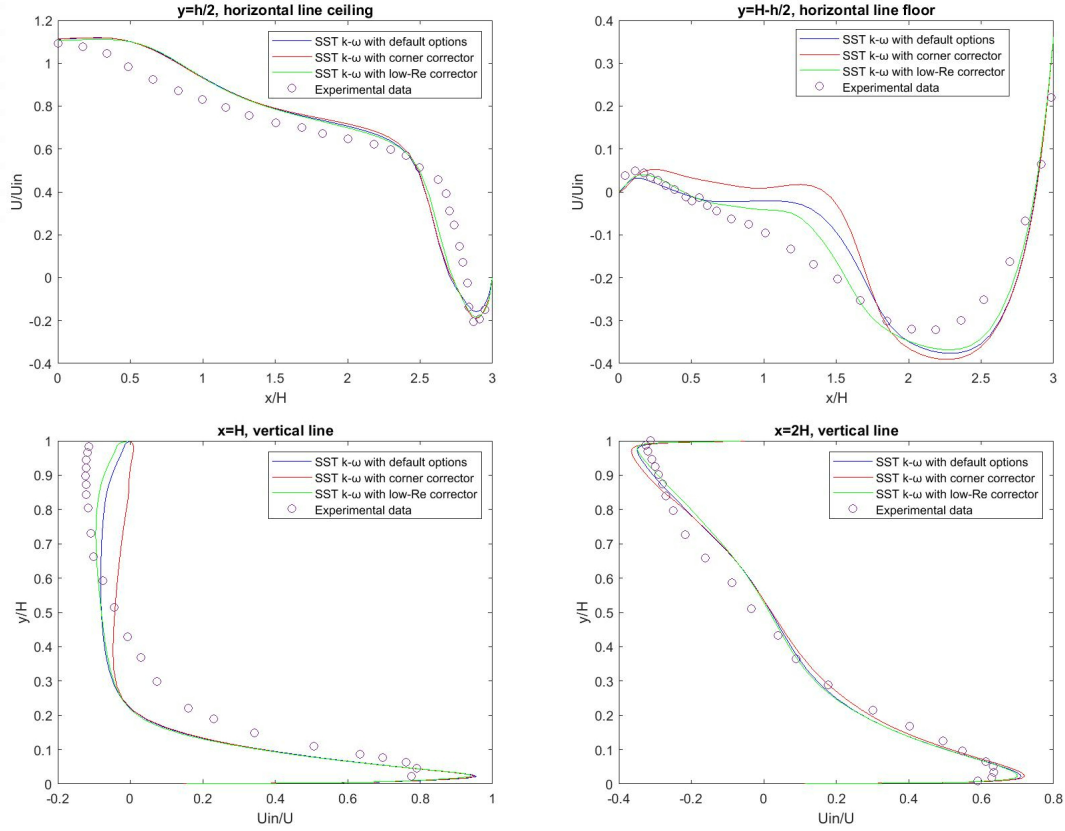 y=h/2, horizontal line ceiling
1.2
1
0.8
0.6
0.4
0.2
0
-0.2
-0.4
U/Uin
SST k-ω with default options
SST k-ω with corner corrector
SST k-ω with low-Re corrector
Experimental data
0 0.5 1 1.5 2 2.5 3
x/H
y=H-h/2, horizontal line floor
0.4
0.3
0.2
0.1
0
-0.1
-0.2
-0.3
-0.4
U/Uin
SST k-ω with default options
SST k-ω with corner corrector
SST k-ω with low-Re corrector
Experimental data
0 0.5 1 1.5 2 2.5 3
x/H
x=H, vertical line
1
0.9
0.8
0.7
0.6
0.5
0.4
0.3
0.2
0.1
0
y/H
SST k-ω with default options
SST k-ω with corner corrector
SST k-ω with low-Re corrector
Experimental data
-0.2 0 0.2 0.4 0.6 0.8 1
Uin/U
x=2H, vertical line
1
0.9
0.8
0.7
0.6
0.5
0.4
0.3
0.2
0.1
0
y/H
SST k-ω with default options
SST k-ω with corner corrector
SST k-ω with low-Re corrector
Experimental data
-0.4 -0.2 0 0.2 0.4 0.6 0.8
Uin/U